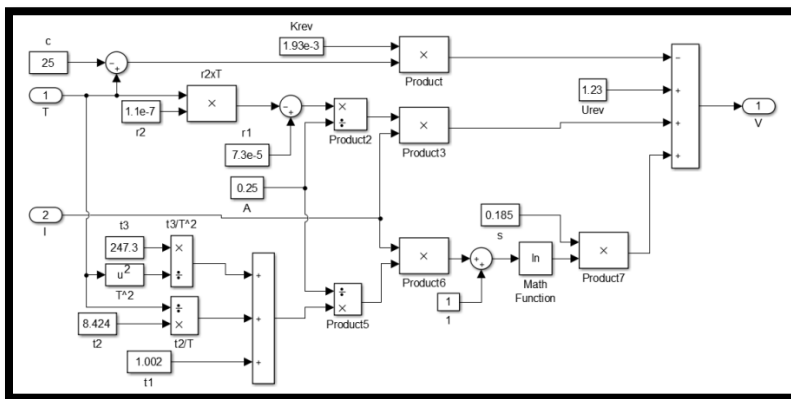 c
25
Krev
1.93e-3
×
Product
−
+
1
T
r2xT
×
1.1e-7
r2
−
+
r1
7.3e-5
×
÷
Product2
×
Product3
1.23
Urev
−
+
+
+
1
V
0.25
A
2
I
t3
247.3
t3/T^2
×
÷
u²
T^2
÷
×
8.424
t2
t2/T
1.002
t1
+
+
+
÷
×
Product5
×
Product6
+
+
1
1
ln
Math
Function
0.185
s
×
Product7